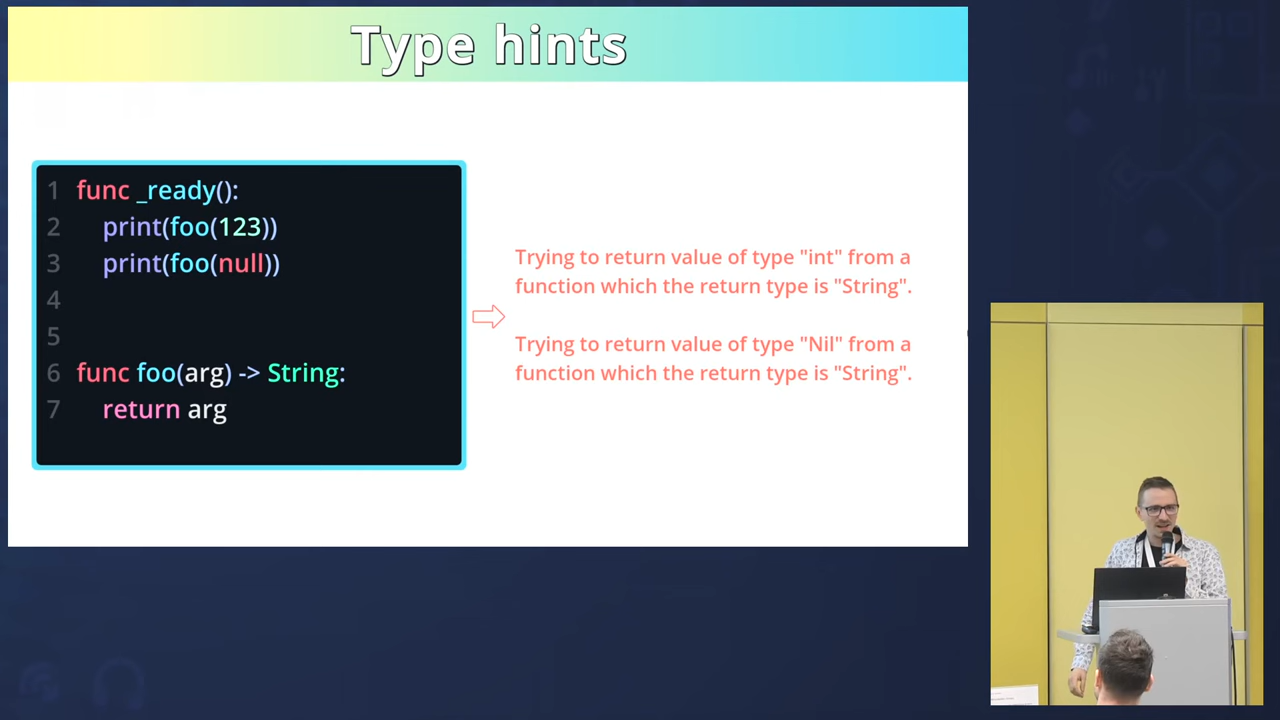 Type hints
1 func _ready():
2 print(foo(123))
3 print(foo(null))
4
5
6 func foo(arg) -> String:
7 return arg
Trying to return value of type "int" from a
function which the return type is "String".
Trying to return value of type "Nil" from a
function which the return type is "String".